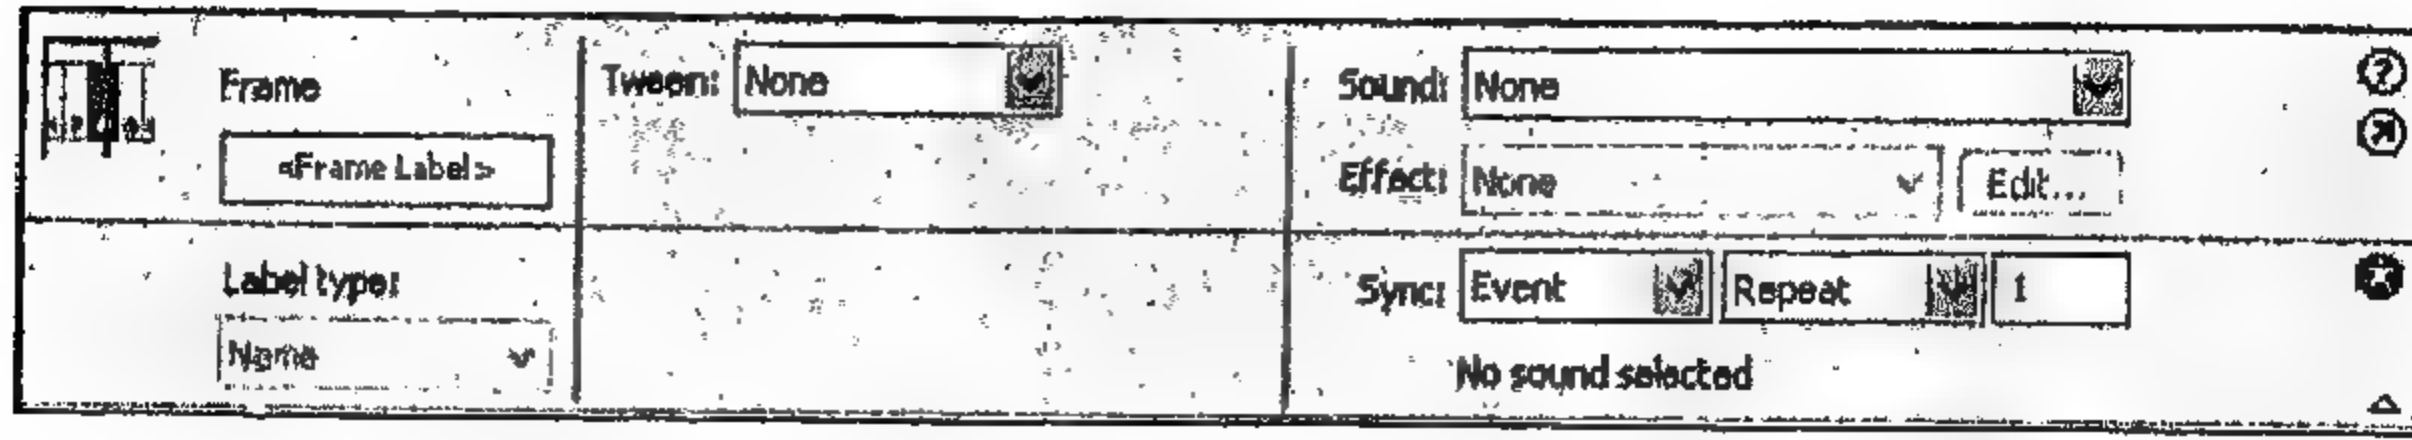 Frame
<Frame Label>
Label type:
Name
Tween: None
Sound: None
Effect: None Edit...
Sync: Event Repeat 1
No sound selected